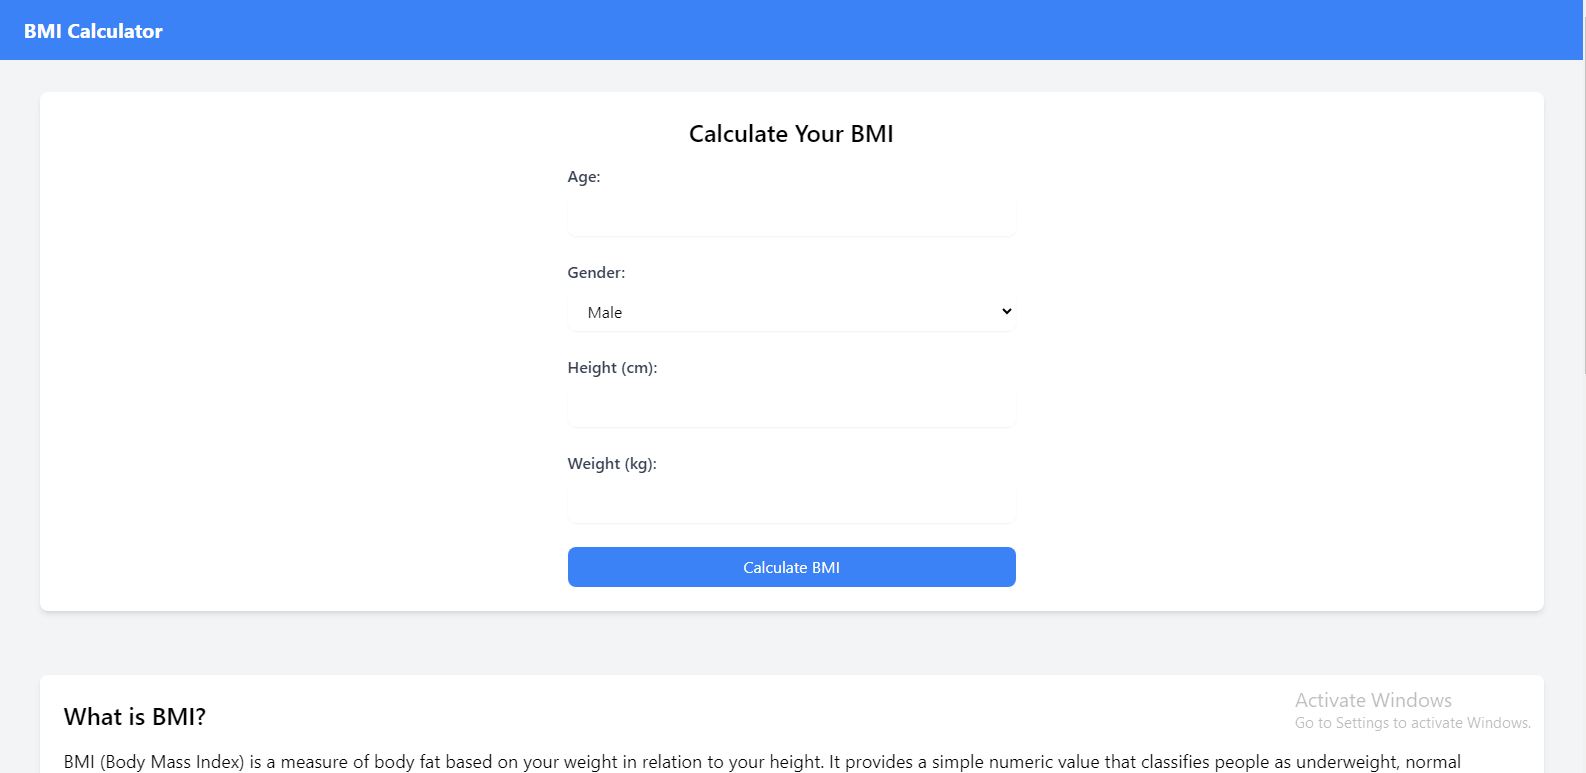 BMI Calculator
Calculate Your BMI
Age:
Gender:
Male
Height (cm):
Weight (kg):
Calculate BMI
What is BMI?
Activate Windows
Go to Settings to activate Windows.
BMI (Body Mass Index) is a measure of body fat based on your weight in relation to your height. It provides a simple numeric value that classifies people as underweight, normal